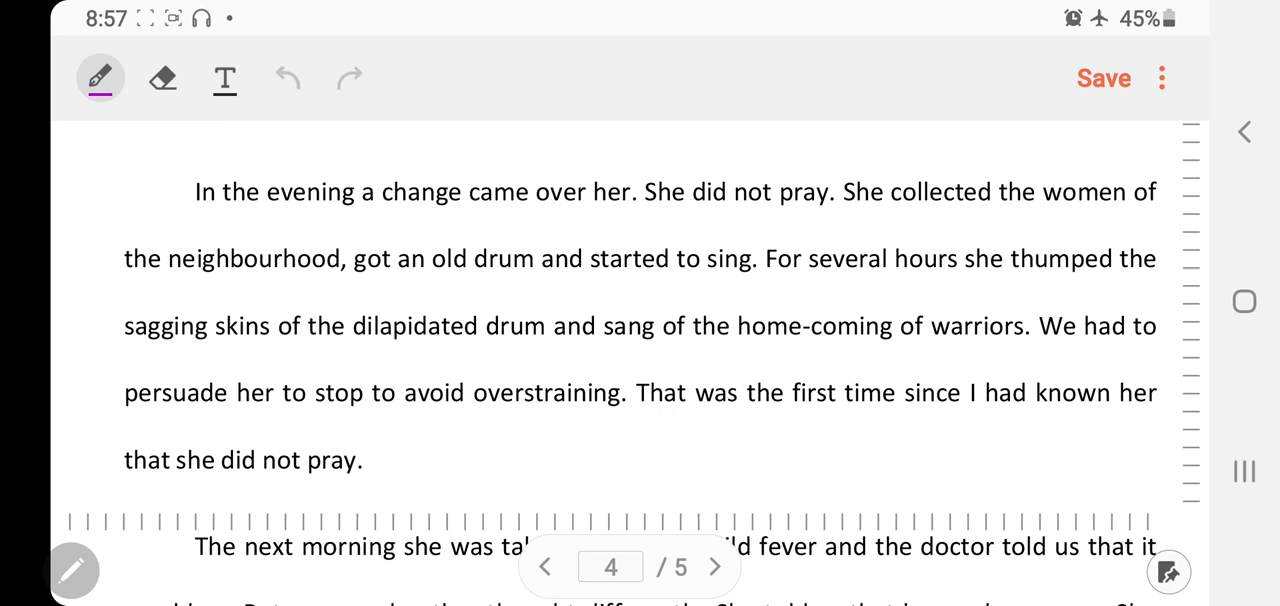 8:57
45%
T
Save
In the evening a change came over her. She did not pray. She collected the women of
the neighbourhood, got an old drum and started to sing. For several hours she thumped the
sagging skins of the dilapidated drum and sang of the home-coming of warriors. We had to
persuade her to stop to avoid overstraining. That was the first time since I had known her
that she did not pray.
The next morning she was fever and the doctor told us that it
4 / 5